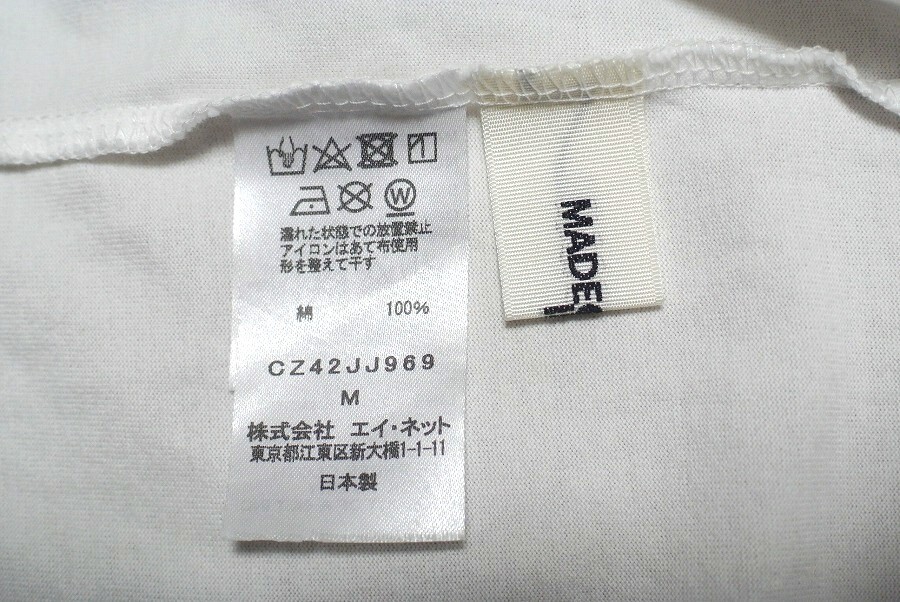 W
濡れた状態での放置禁止
アイロンはあて布使用
形を整えて干す
綿 100%
CZ42JJ969
M
株式会社 エイ・ネット
東京都江東区新大橋1-1-11
日本製
MADE